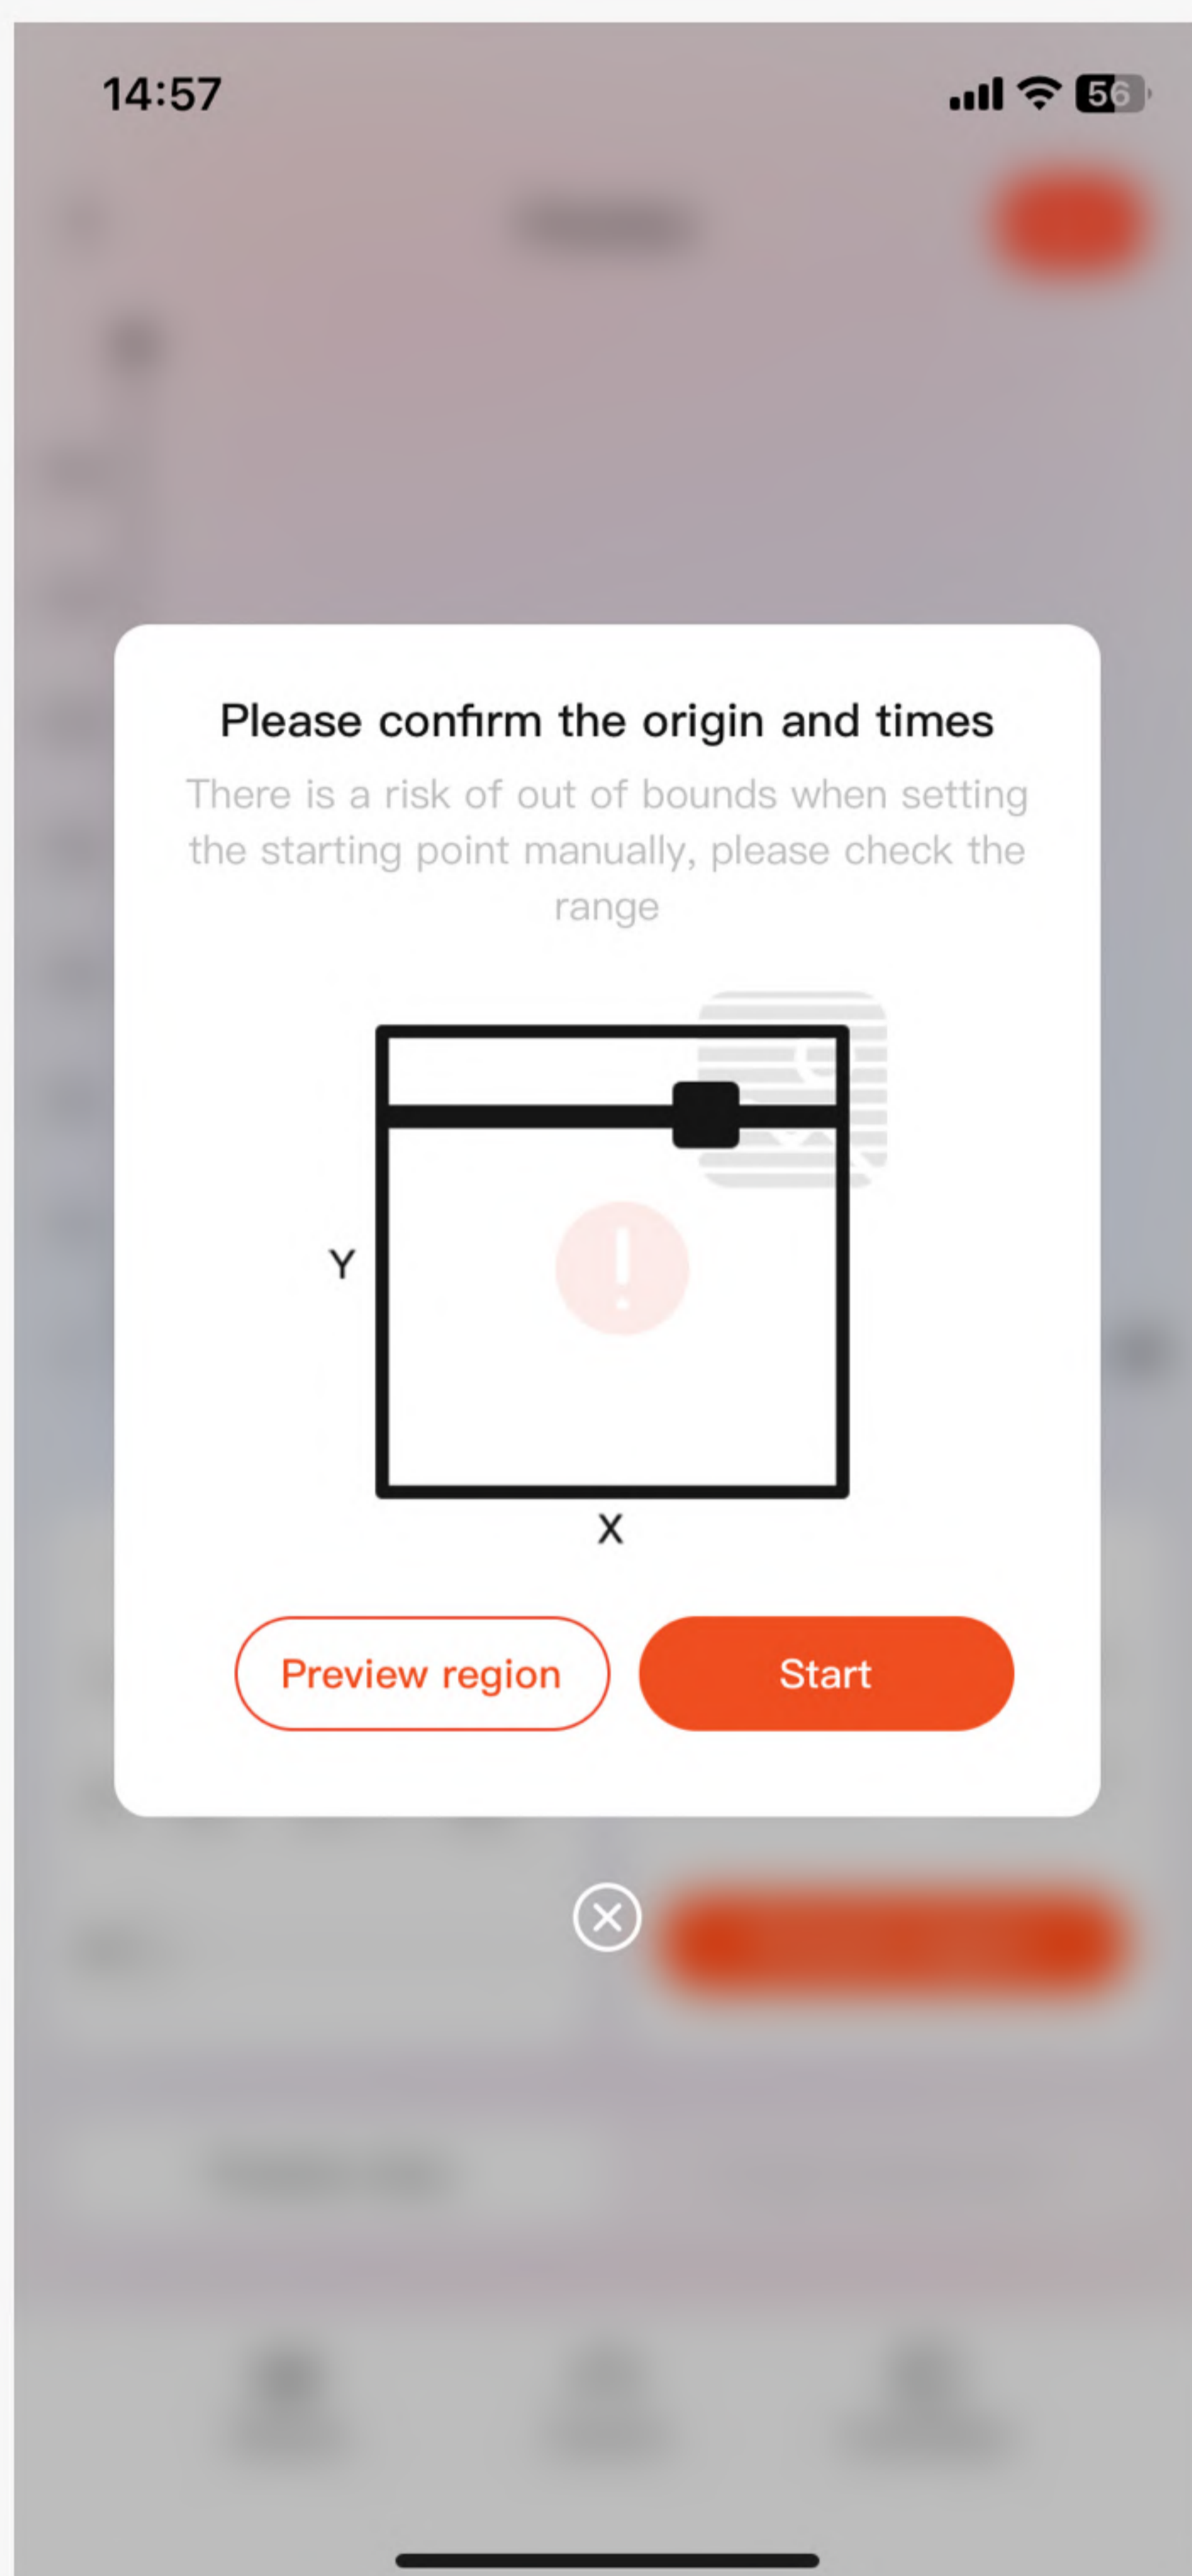 14:57
56
Please confirm the origin and times
There is a risk of out of bounds when setting
the starting point manually, please check the
range
Y
X
Preview region
Start